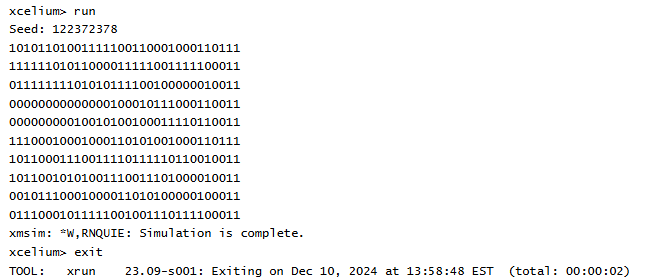 xcelium> run
Seed: 122372378
10101101001111100110001000110111
11111101011000011111001111100011
01111111101010111100100000010011
00000000000000100010111000110011
00000000010010100100011110110011
11100010001000110101001000110111
10110001110011110111110110010011
10110010101001110011101000010011
00101110001000011010100000100011
01110001011111001001110111100011
xmsim: *W,RNQUIE: Simulation is complete.
xcelium> exit
TOOL:   xrun    23.09-s001: Exiting on Dec 10, 2024 at 13:58:48 EST  (total: 00:00:02)